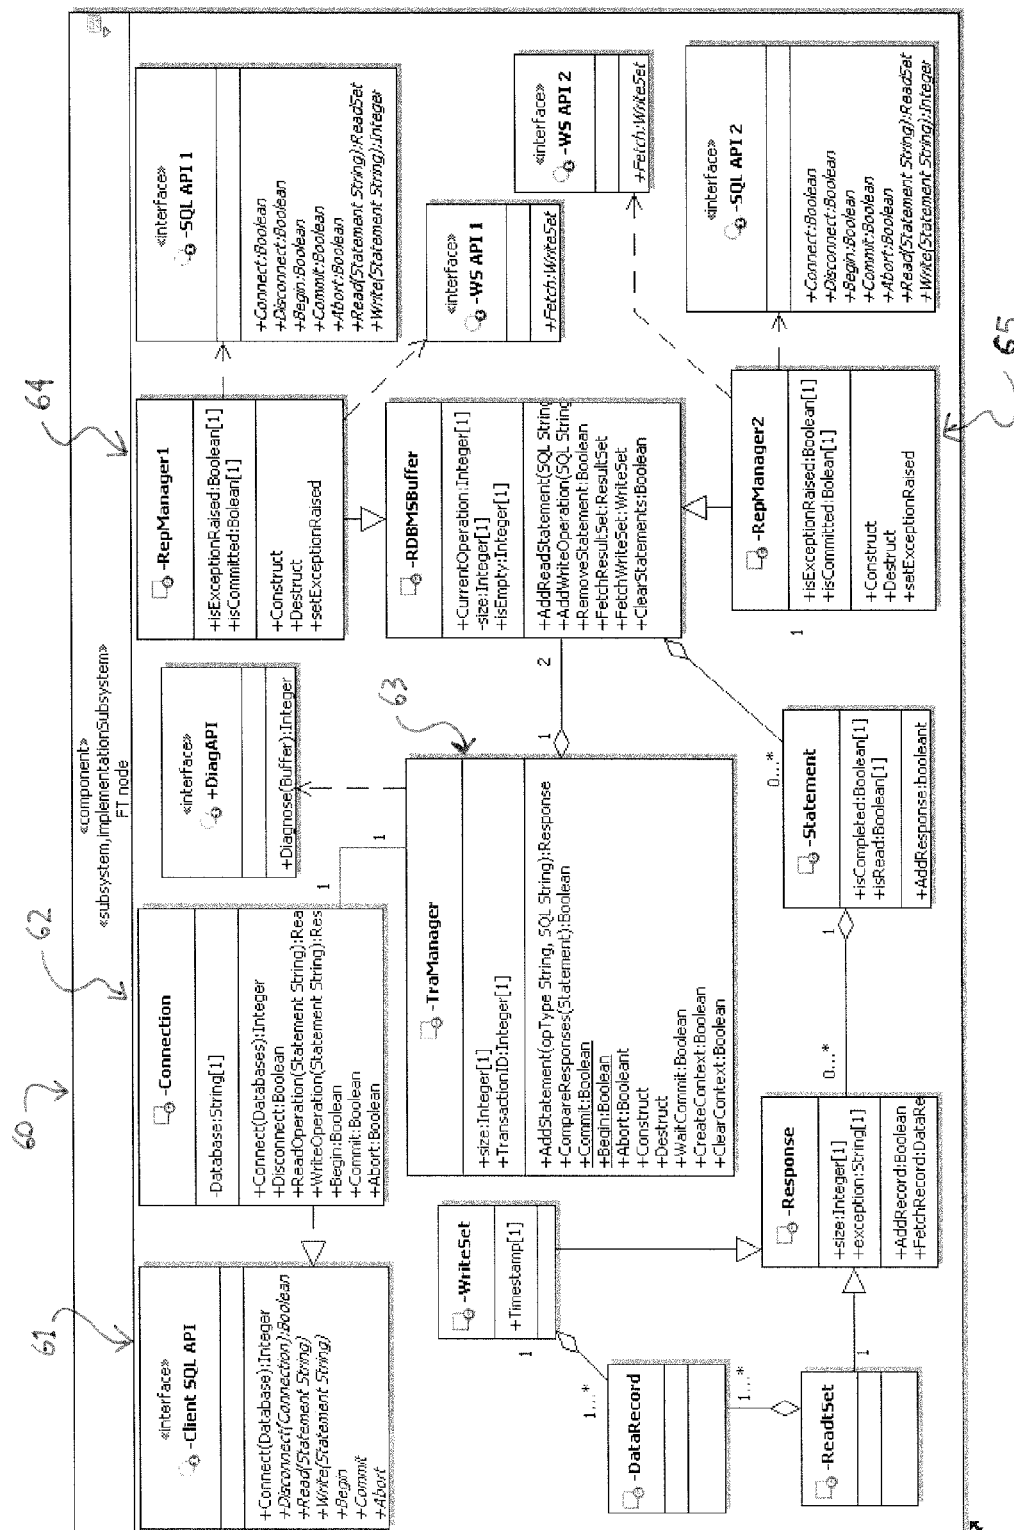 60
«component»
«subsystem,implementationSubsystem»
FT node
61
«interface»
-Client SQL API
+Connect(Database):Integer
+Disconnect(Connection):Boolean
+Read(Statement String)
+Write(Statement String)
+Begin
+Commit
+Abort
62
-Connection
-Database:String[1]
+Connect(Databases):Integer
+Disconnect:Boolean
+ReadOperation(Statement String):Rea
+WriteOperation(Statement String):Res
+Begin:Boolean
+Commit:Boolean
+Abort:Boolean
1
1
«interface»
+DiagAPI
+Diagnose(Buffer):Integer
64
-RepManager1
+isExceptionRaised:Boolean[1]
+isCommitted:Bolean[1]
+Construct
+Destruct
+setExceptionRaised
«interface»
-SQL API 1
+Connect:Boolean
+Disconnect:Boolean
+Begin:Boolean
+Commit:Boolean
+Abort:Boolean
+Read(Statement String):ReadSet
+Write(Statement String):Integer
63
-TraManager
+size:Integer[1]
+TransactionID:Integer[1]
+AddStatement(opType String, SQL String):Response
+CompareResponses(Statement):Boolean
+Commit:Boolean
+Begin:Boolean
+Abort:Booleant
+Construct
+Destruct
+WaitCommit:Boolean
+CreateContext:Boolean
+ClearContext:Boolean
1
2
-RDBMSBuffer
+CurrentOperation:Integer[1]
-size:Integer[1]
+isEmpty:Integer[1]
+AddReadStatement(SQL String
+AddWriteOperation(SQL String
+RemoveStatement:Boolean
+FetchResultSet:ResultSet
+FetchWriteSet:WriteSet
+ClearStatements:Boolean
«interface»
-WS API 1
+Fetch:WriteSet
«interface»
-WS API 2
+Fetch:WriteSet
-WriteSet
+Timestamp[1]
1
1...*
-DataRecord
1...*
-ReadtSet
1
-Response
+size:Integer[1]
+exception:String[1]
+AddRecord:Boolean
+FetchRecord:DataRe
0...*
1
-Statement
+isCompleted:Boolean[1]
+isRead:Boolean[1]
+AddResponse:booleant
0...*
1
-RepManager2
+isExceptionRaised:Boolean[1]
+isCommitted:Bolean[1]
+Construct
+Destruct
+setExceptionRaised
65
«interface»
-SQL API 2
+Connect:Boolean
+Disconnect:Boolean
+Begin:Boolean
+Commit:Boolean
+Abort:Boolean
+Read(Statement String):ReadSet
+Write(Statement String):Integer